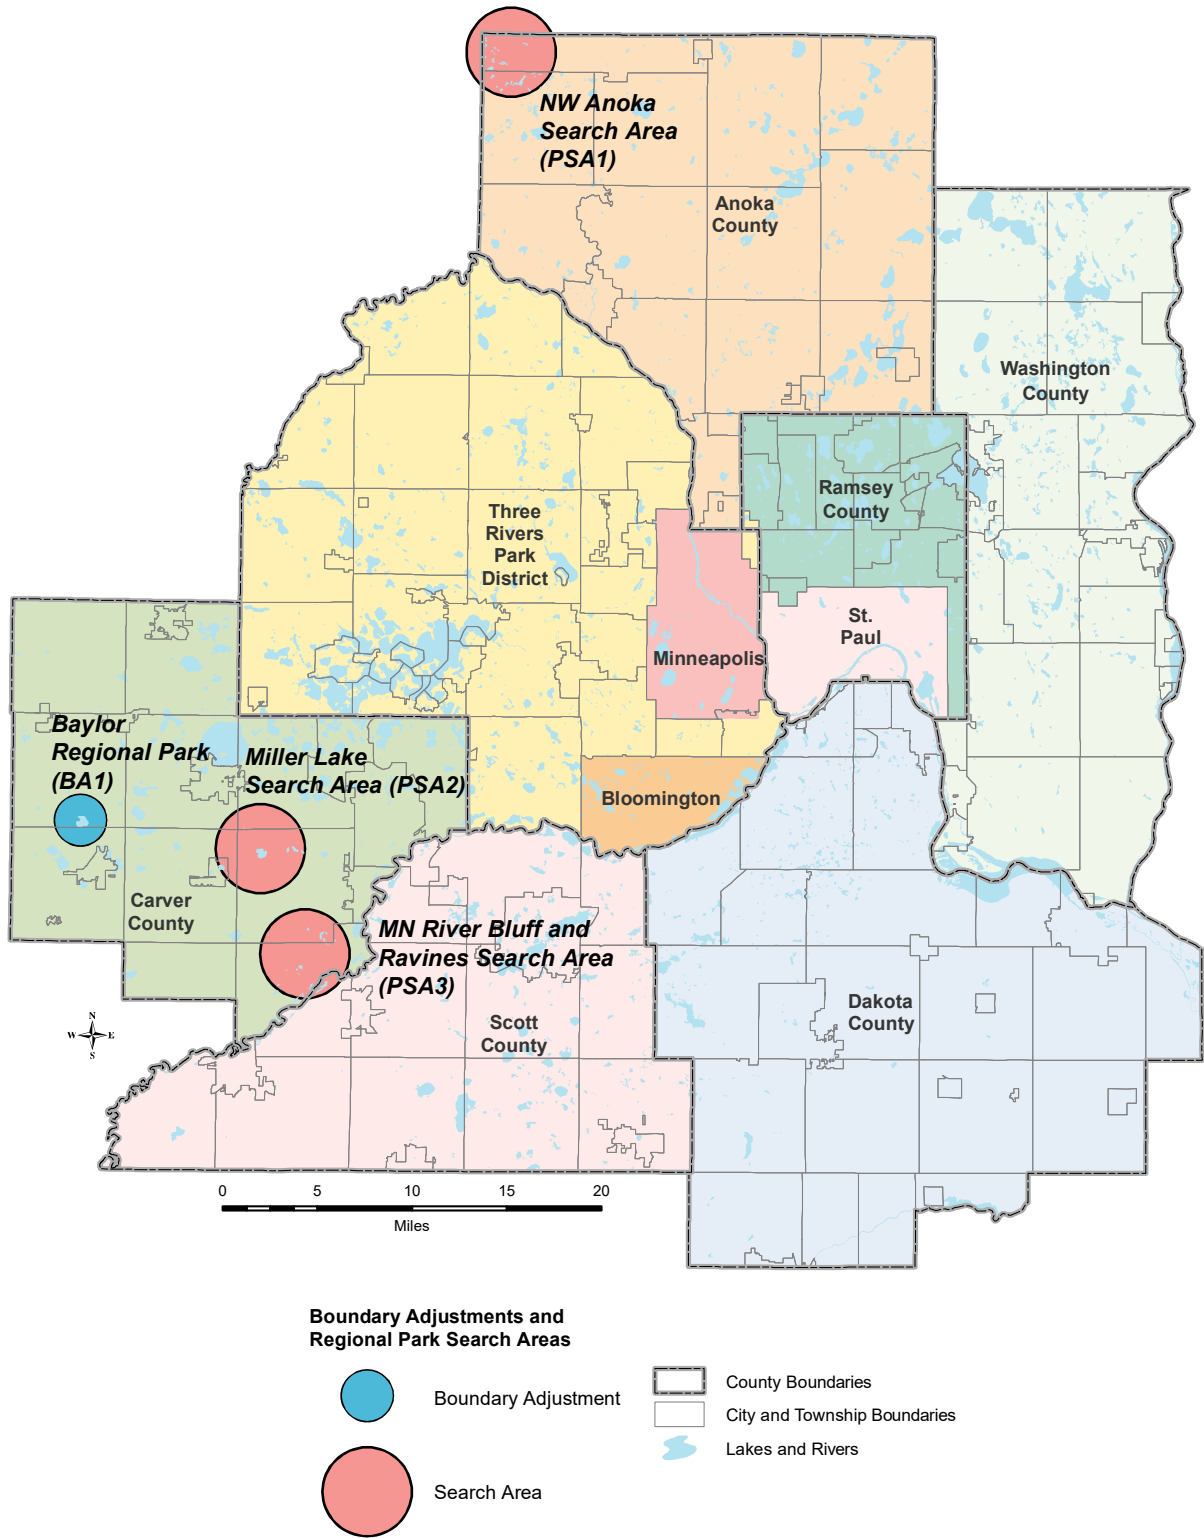 NW Anoka
Search Area
(PSA1)
Anoka
County
Washington
County
Ramsey
County
Three
Rivers
Park
District
St.
Paul
Minneapolis
Baylor
Regional Park
(BA1)
Miller Lake
Search Area (PSA2)
Bloomington
Carver
County
MN River Bluff and
Ravines Search Area
(PSA3)
Dakota
County
Scott
County
N
W E
S
0 5 10 15 20
Miles
Boundary Adjustments and
Regional Park Search Areas
Boundary Adjustment
Search Area
County Boundaries
City and Township Boundaries
Lakes and Rivers